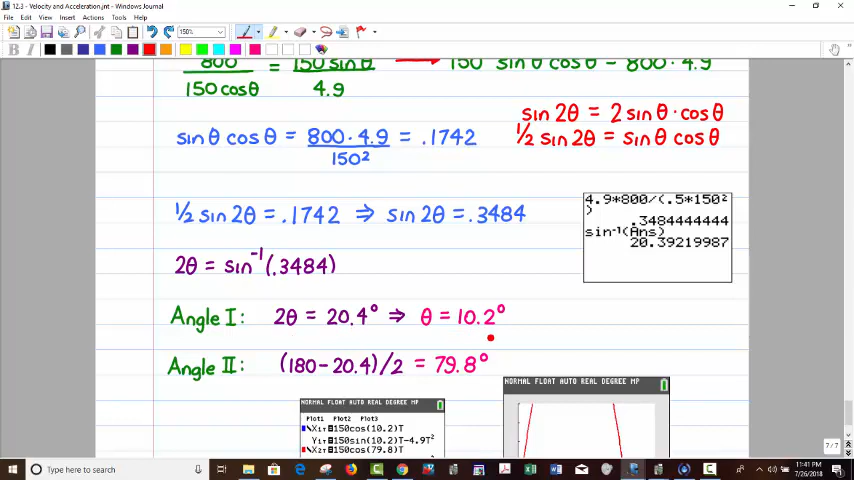 12.3 - Velocity and Acceleration.jnt - Windows Journal
File Edit View Insert Actions Tools Help
150%
B I
800 = 150 sinθ → 150² sinθ cosθ = 800 · 4.9
150 cosθ 4.9
sin 2θ = 2 sin θ · cos θ
sin θ cos θ = 800 · 4.9 = .1742
150²
½ sin 2θ = sin θ cos θ
½ sin 2θ = .1742 ⇒ sin 2θ = .3484
4.9*800/(.5*150²
)
.3484444444
sin⁻¹(Ans)
20.39219987
2θ = sin⁻¹(.3484)
Angle I: 2θ = 20.4° ⇒ θ = 10.2°
Angle II: (180-20.4)/2 = 79.8°
NORMAL FLOAT AUTO REAL DEGREE MP
NORMAL FLOAT AUTO REAL DEGREE MP
Plot1 Plot2 Plot3
\X1T=150cos(10.2)T
Y1T=150sin(10.2)T-4.9T²
\X2T=150cos(79.8)T
7/7
Type here to search
11:41 PM
7/26/2018